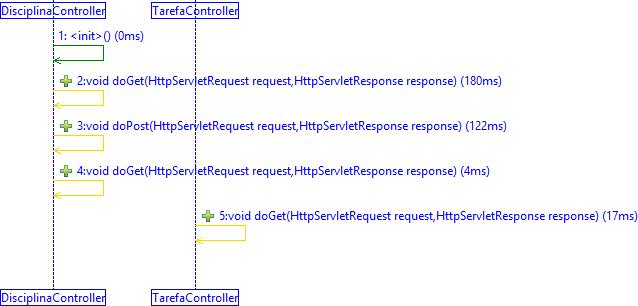 DisciplinaController TarefaController
1: <init>() (0ms)
2:void doGet(HttpServletRequest request,HttpServletResponse response) (180ms)
3:void doPost(HttpServletRequest request,HttpServletResponse response) (122ms)
4:void doGet(HttpServletRequest request,HttpServletResponse response) (4ms)
5:void doGet(HttpServletRequest request,HttpServletResponse response) (17ms)
DisciplinaController TarefaController